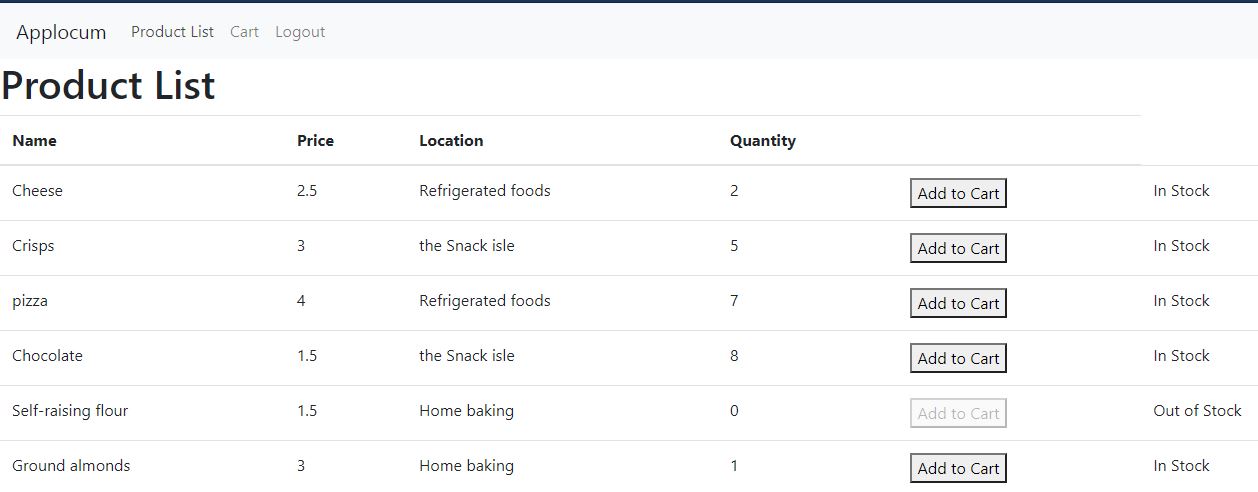 Applocum Product List Cart Logout
Product List
Name Price Location Quantity
Cheese 2.5 Refrigerated foods 2 Add to Cart In Stock
Crisps 3 the Snack isle 5 Add to Cart In Stock
pizza 4 Refrigerated foods 7 Add to Cart In Stock
Chocolate 1.5 the Snack isle 8 Add to Cart In Stock
Self-raising flour 1.5 Home baking 0 Add to Cart Out of Stock
Ground almonds 3 Home baking 1 Add to Cart In Stock